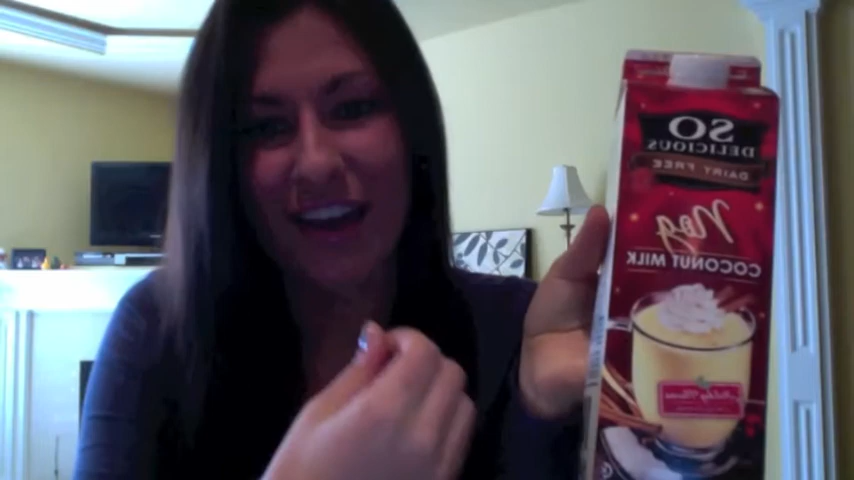 SO
DELICIOUS
DAIRY FREE
Nog
COCONUT MILK